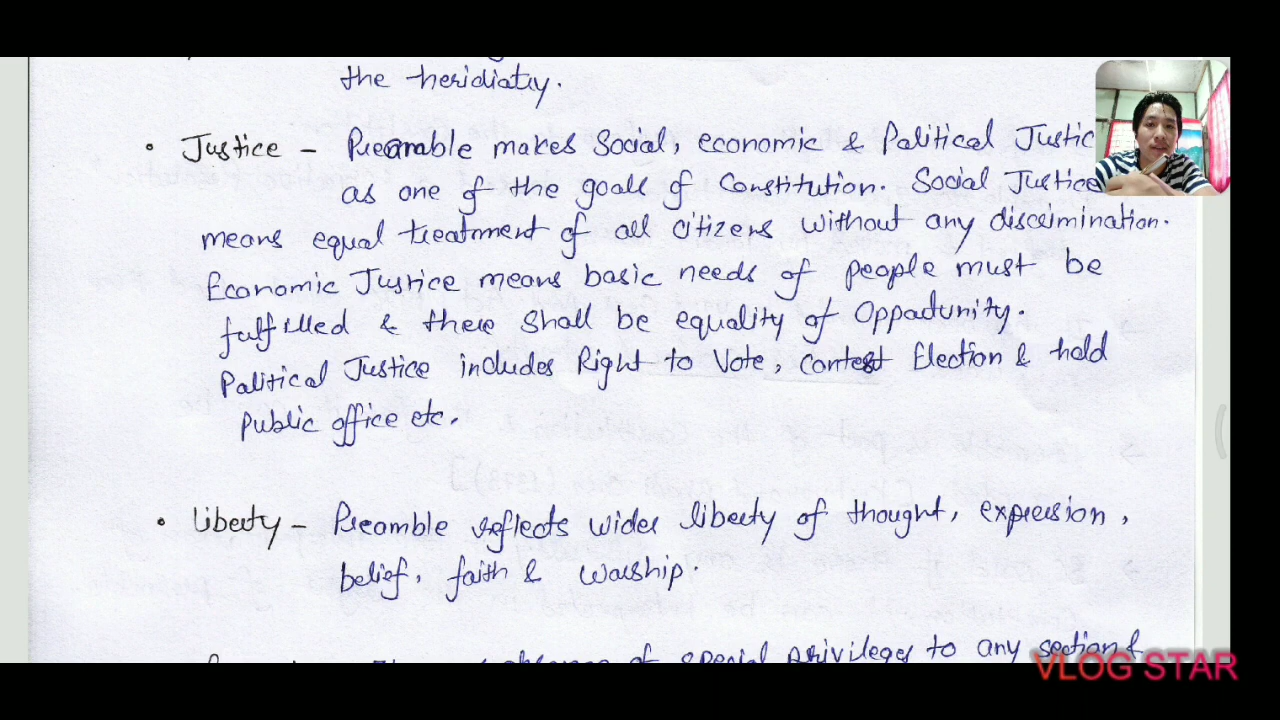 the heridiatry.
• Justice – Preamble makes Social, economic & Political Justic
as one of the goals of Constitution. Social Justice
means equal treatment of all citizens without any discrimination.
Economic Justice means basic needs of people must be
fulfilled & there shall be equality of Opportunity.
Political Justice includes Right to Vote, contest Election & hold
Public office etc.
• Liberty – Preamble reflects wider liberty of thought, expression,
belief, faith & worship.
absence of special privileges to any section &
VLOG STAR